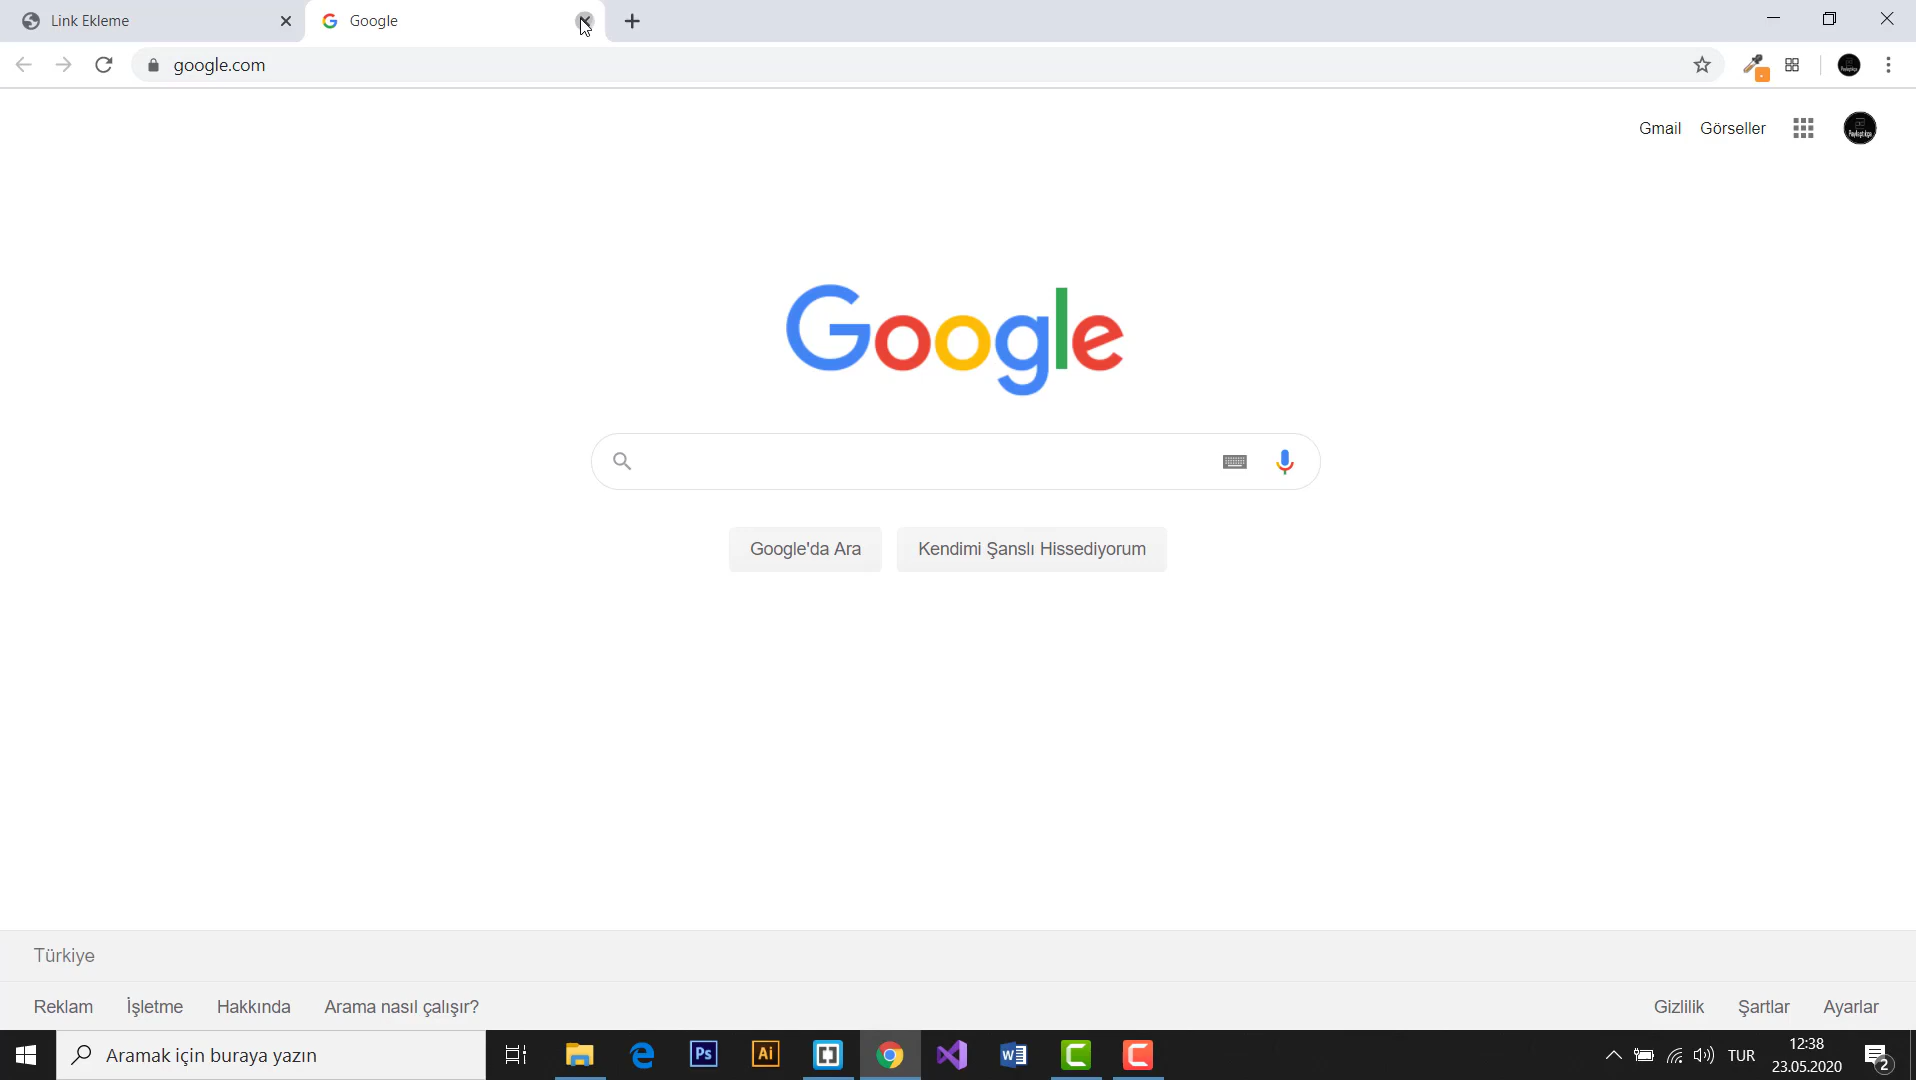 Link Ekleme
Google
google.com
Gmail
Görseller
Google
Google'da Ara
Kendimi Şanslı Hissediyorum
Türkiye
Reklam
İşletme
Hakkında
Arama nasıl çalışır?
Gizlilik
Şartlar
Ayarlar
Aramak için buraya yazın
Ps
Ai
TUR
12:38
23.05.2020
2